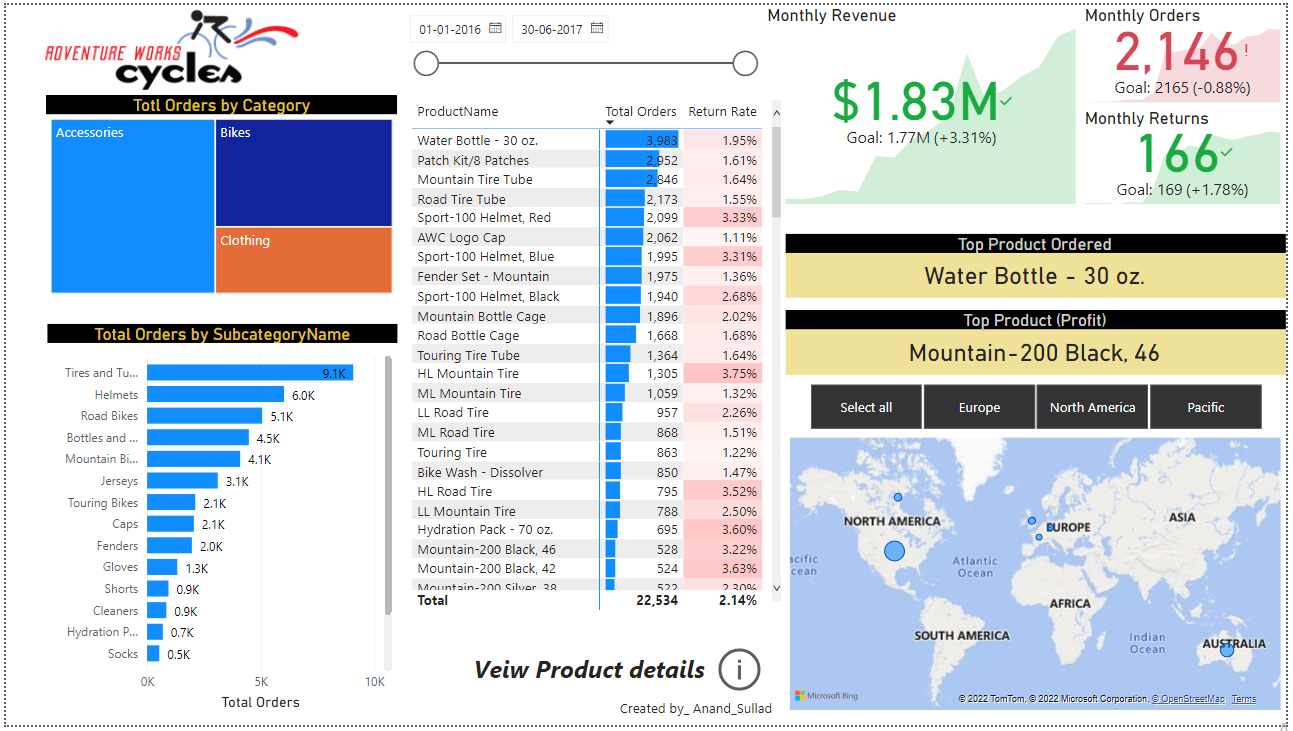 ADVENTURE WORKS
cycles
Totl Orders by Category
Accessories
Bikes
Clothing
Total Orders by SubcategoryName
Tires and Tu... 9.1K
Helmets 6.0K
Road Bikes 5.1K
Bottles and ... 4.5K
Mountain Bi... 4.1K
Jerseys 3.1K
Touring Bikes 2.1K
Caps 2.1K
Fenders 2.0K
Gloves 1.3K
Shorts 0.9K
Cleaners 0.9K
Hydration P... 0.7K
Socks 0.5K
0K 5K 10K
Total Orders
01-01-2016 30-06-2017
ProductName Total Orders Return Rate
Water Bottle - 30 oz. 3,983 1.95%
Patch Kit/8 Patches 2,952 1.61%
Mountain Tire Tube 2,846 1.64%
Road Tire Tube 2,173 1.55%
Sport-100 Helmet, Red 2,099 3.33%
AWC Logo Cap 2,062 1.11%
Sport-100 Helmet, Blue 1,995 3.31%
Fender Set - Mountain 1,975 1.36%
Sport-100 Helmet, Black 1,940 2.68%
Mountain Bottle Cage 1,896 2.02%
Road Bottle Cage 1,668 1.68%
Touring Tire Tube 1,364 1.64%
HL Mountain Tire 1,305 3.75%
ML Mountain Tire 1,059 1.32%
LL Road Tire 957 2.26%
ML Road Tire 868 1.51%
Touring Tire 863 1.22%
Bike Wash - Dissolver 850 1.47%
HL Road Tire 795 3.52%
LL Mountain Tire 788 2.50%
Hydration Pack - 70 oz. 695 3.60%
Mountain-200 Black, 46 528 3.22%
Mountain-200 Black, 42 524 3.63%
Mountain-200 Silver, 38 522 2.30%
Total 22,534 2.14%
Veiw Product details i
Created by_ Anand_Sullad
Monthly Revenue
$1.83M
Goal: 1.77M (+3.31%)
Monthly Orders
2,146!
Goal: 2165 (-0.88%)
Monthly Returns
166
Goal: 169 (+1.78%)
Top Product Ordered
Water Bottle - 30 oz.
Top Product (Profit)
Mountain-200 Black, 46
Select all Europe North America Pacific
NORTH AMERICA
EUROPE
ASIA
acific
cean
Atlantic
Ocean
AFRICA
SOUTH AMERICA
Indian
Ocean
AUSTRALIA
Microsoft Bing
© 2022 TomTom, © 2022 Microsoft Corporation, © OpenStreetMap Terms